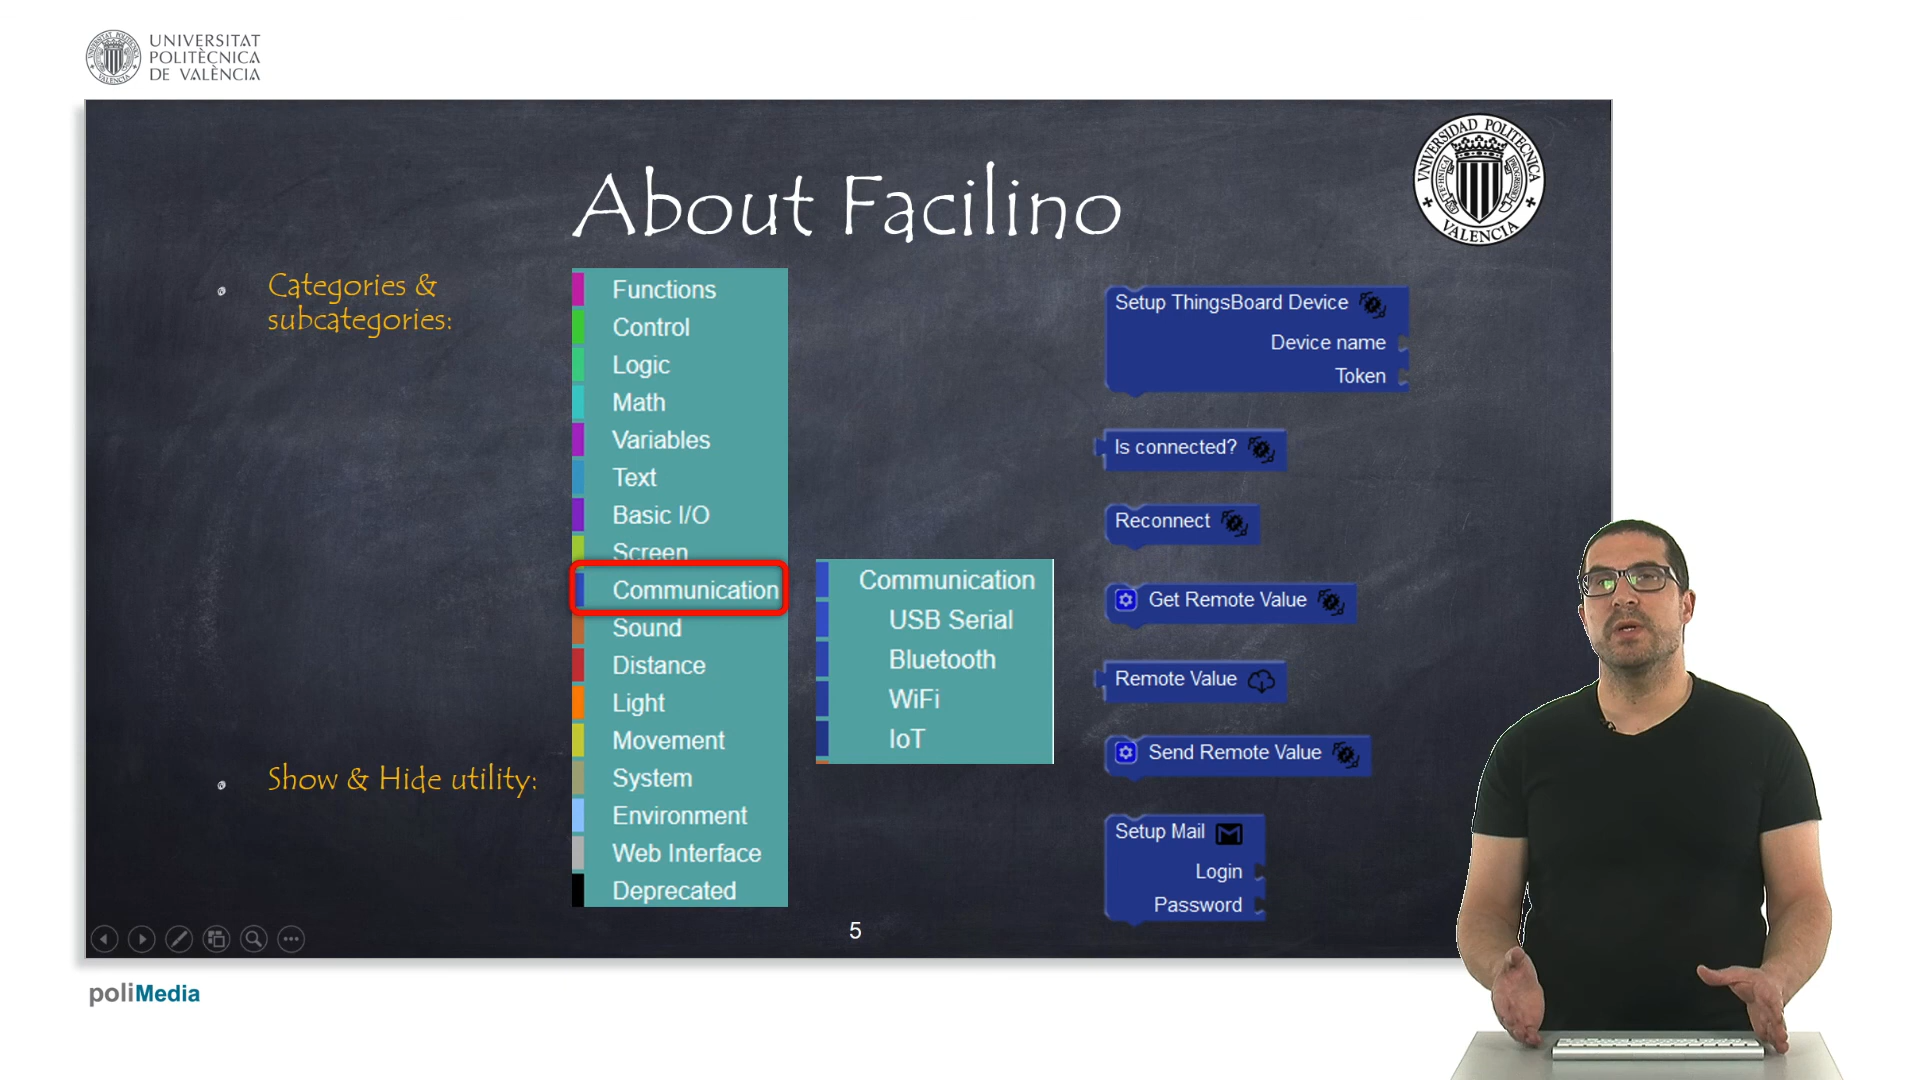 UNIVERSITAT
POLITÈCNICA
DE VALÈNCIA
UNIVERSIDAD POLITECNICA
VALENCIA
About Facilino
Categories &
subcategories:
Show & Hide utility:
Functions
Control
Logic
Math
Variables
Text
Basic I/O
Screen
Communication
Sound
Distance
Light
Movement
System
Environment
Web Interface
Deprecated
Communication
USB Serial
Bluetooth
WiFi
IoT
Setup ThingsBoard Device
Device name
Token
Is connected?
Reconnect
Get Remote Value
Remote Value
Send Remote Value
Setup Mail
Login
Password
5
poliMedia